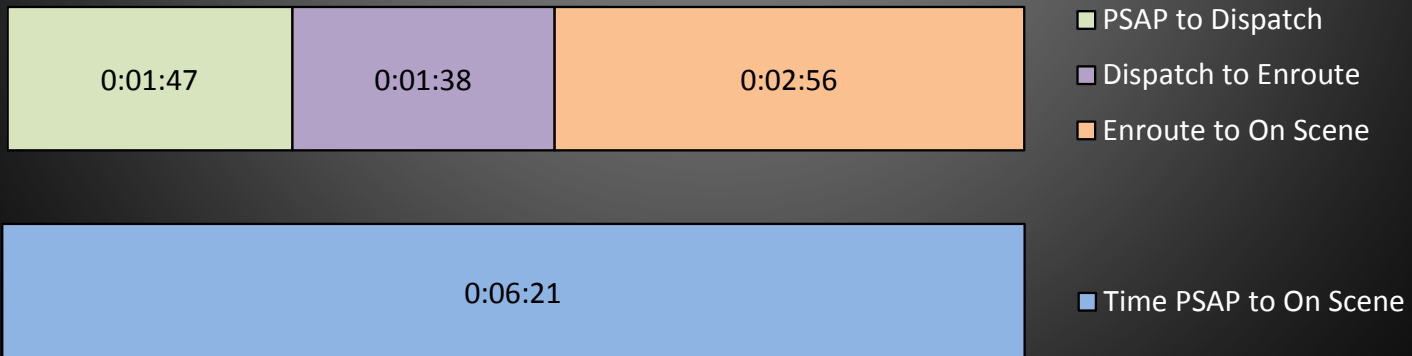 0:01:47
0:01:38
0:02:56
PSAP to Dispatch
Dispatch to Enroute
Enroute to On Scene
0:06:21
Time PSAP to On Scene